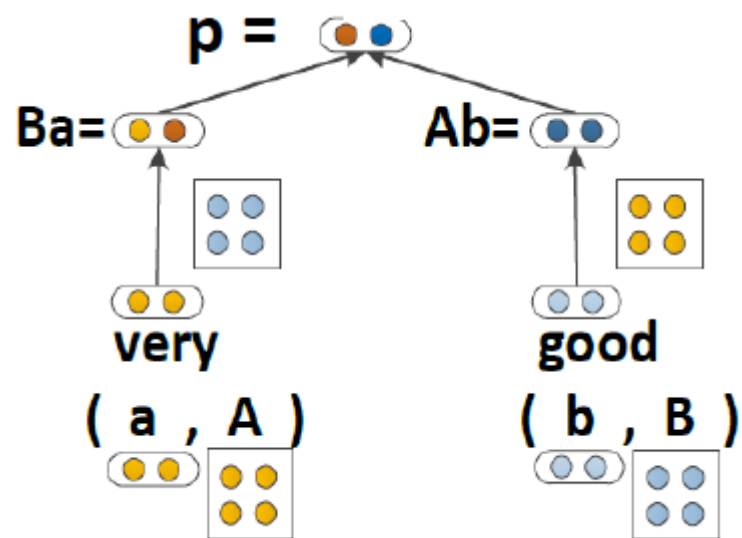 p =
Ba= Ab=
very good
( a , A ) ( b , B )